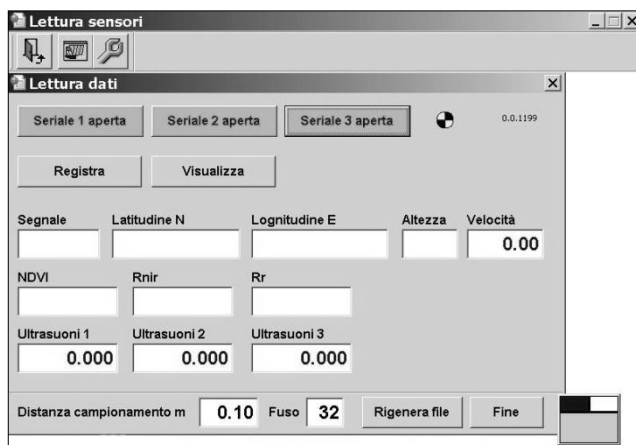 Lettura sensori
Lettura dati
Seriale 1 aperta Seriale 2 aperta Seriale 3 aperta 0.0.1199
Registra Visualizza
Segnale Latitudine N Lognitudine E Altezza Velocità
0.00
NDVI Rnir Rr
Ultrasuoni 1 Ultrasuoni 2 Ultrasuoni 3
0.000 0.000 0.000
Distanza campionamento m 0.10 Fuso 32 Rigenera file Fine